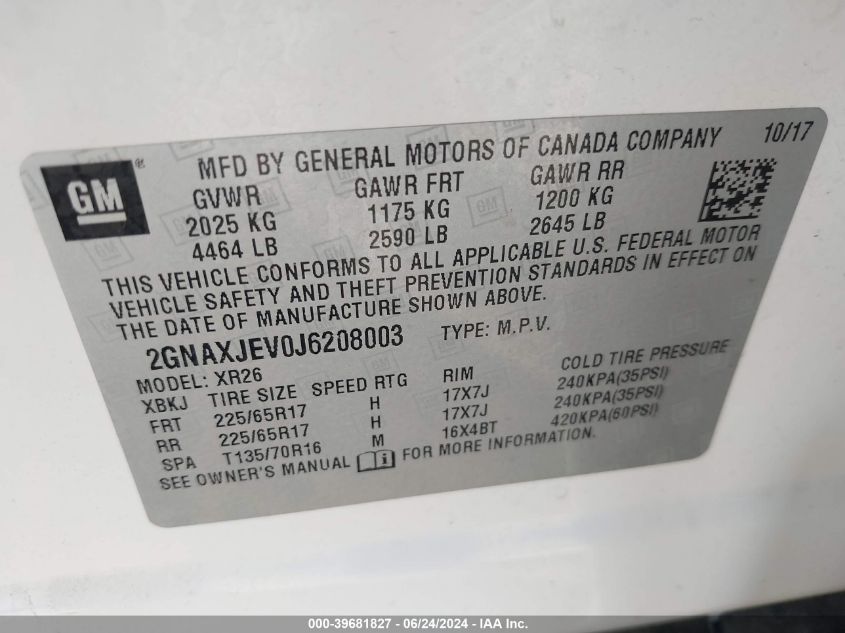 GM ® MFD BY GENERAL MOTORS OF CANADA COMPANY 10/17
GVWR GAWR FRT GAWR RR
2025 KG 1175 KG 1200 KG
4464 LB 2590 LB 2645 LB
THIS VEHICLE CONFORMS TO ALL APPLICABLE U.S. FEDERAL MOTOR
VEHICLE SAFETY AND THEFT PREVENTION STANDARDS IN EFFECT ON
THE DATE OF MANUFACTURE SHOWN ABOVE.
2GNAXJEV0J6208003 TYPE: M.P.V.
MODEL: XR26
XBKJ TIRE SIZE SPEED RTG RIM COLD TIRE PRESSURE
FRT 225/65R17 H 17X7J 240KPA(35PSI)
RR 225/65R17 H 17X7J 240KPA(35PSI)
SPA T135/70R16 M 16X4BT 420KPA(60PSI)
SEE OWNER'S MANUAL i FOR MORE INFORMATION.
000-39681827 - 06/24/2024 - IAA Inc.